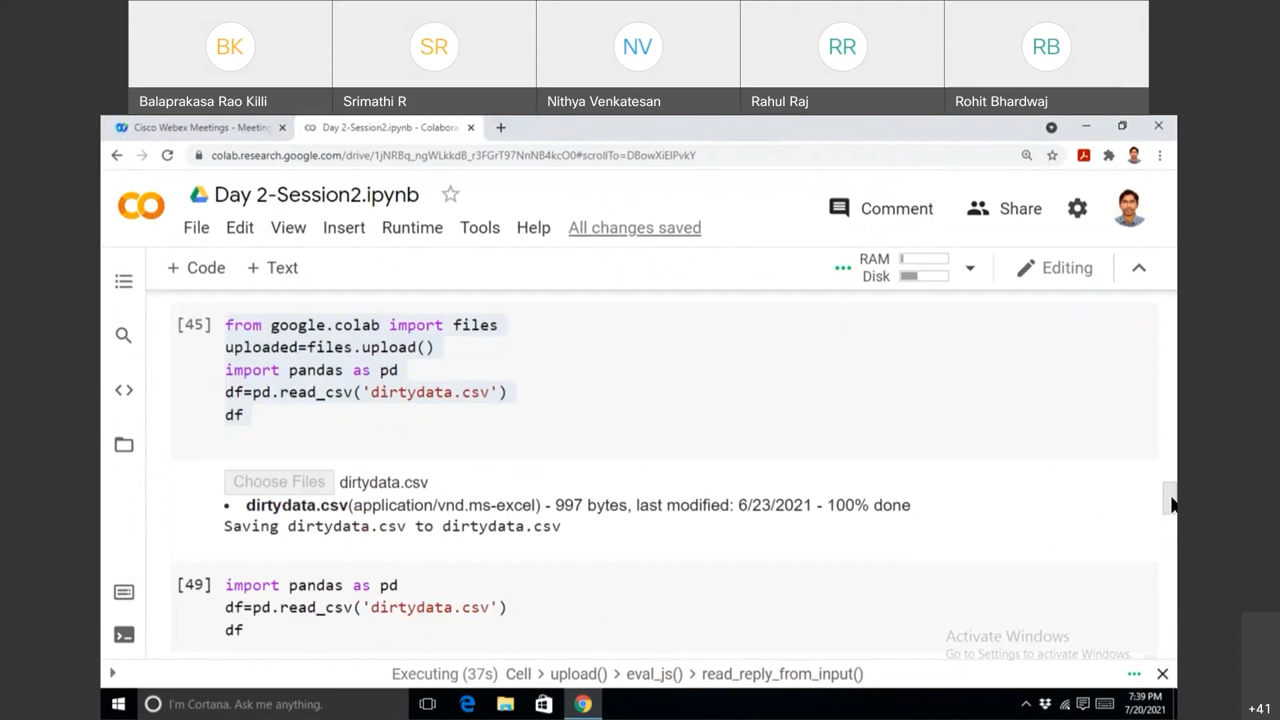 BK
SR
NV
RR
RB
Balaprakasa Rao Killi
Srimathi R
Nithya Venkatesan
Rahul Raj
Rohit Bhardwaj
Cisco Webex Meetings - Meeting
Day 2-Session2.ipynb - Colabora
colab.research.google.com/drive/1jNRBq_ngWLkkdB_r3FGrT97NnNB4kcO0#scrollTo=DBowXiElPvkY
CO
Day 2-Session2.ipynb
Comment
Share
File Edit View Insert Runtime Tools Help All changes saved
+ Code + Text
RAM
Disk
Editing
[45] from google.colab import files
uploaded=files.upload()
import pandas as pd
df=pd.read_csv('dirtydata.csv')
df
Choose Files dirtydata.csv
• dirtydata.csv(application/vnd.ms-excel) - 997 bytes, last modified: 6/23/2021 - 100% done
Saving dirtydata.csv to dirtydata.csv
[49] import pandas as pd
df=pd.read_csv('dirtydata.csv')
df
Activate Windows
Go to Settings to activate Windows.
Executing (37s) Cell > upload() > eval_js() > read_reply_from_input()
I'm Cortana. Ask me anything.
7:39 PM
7/20/2021
+41